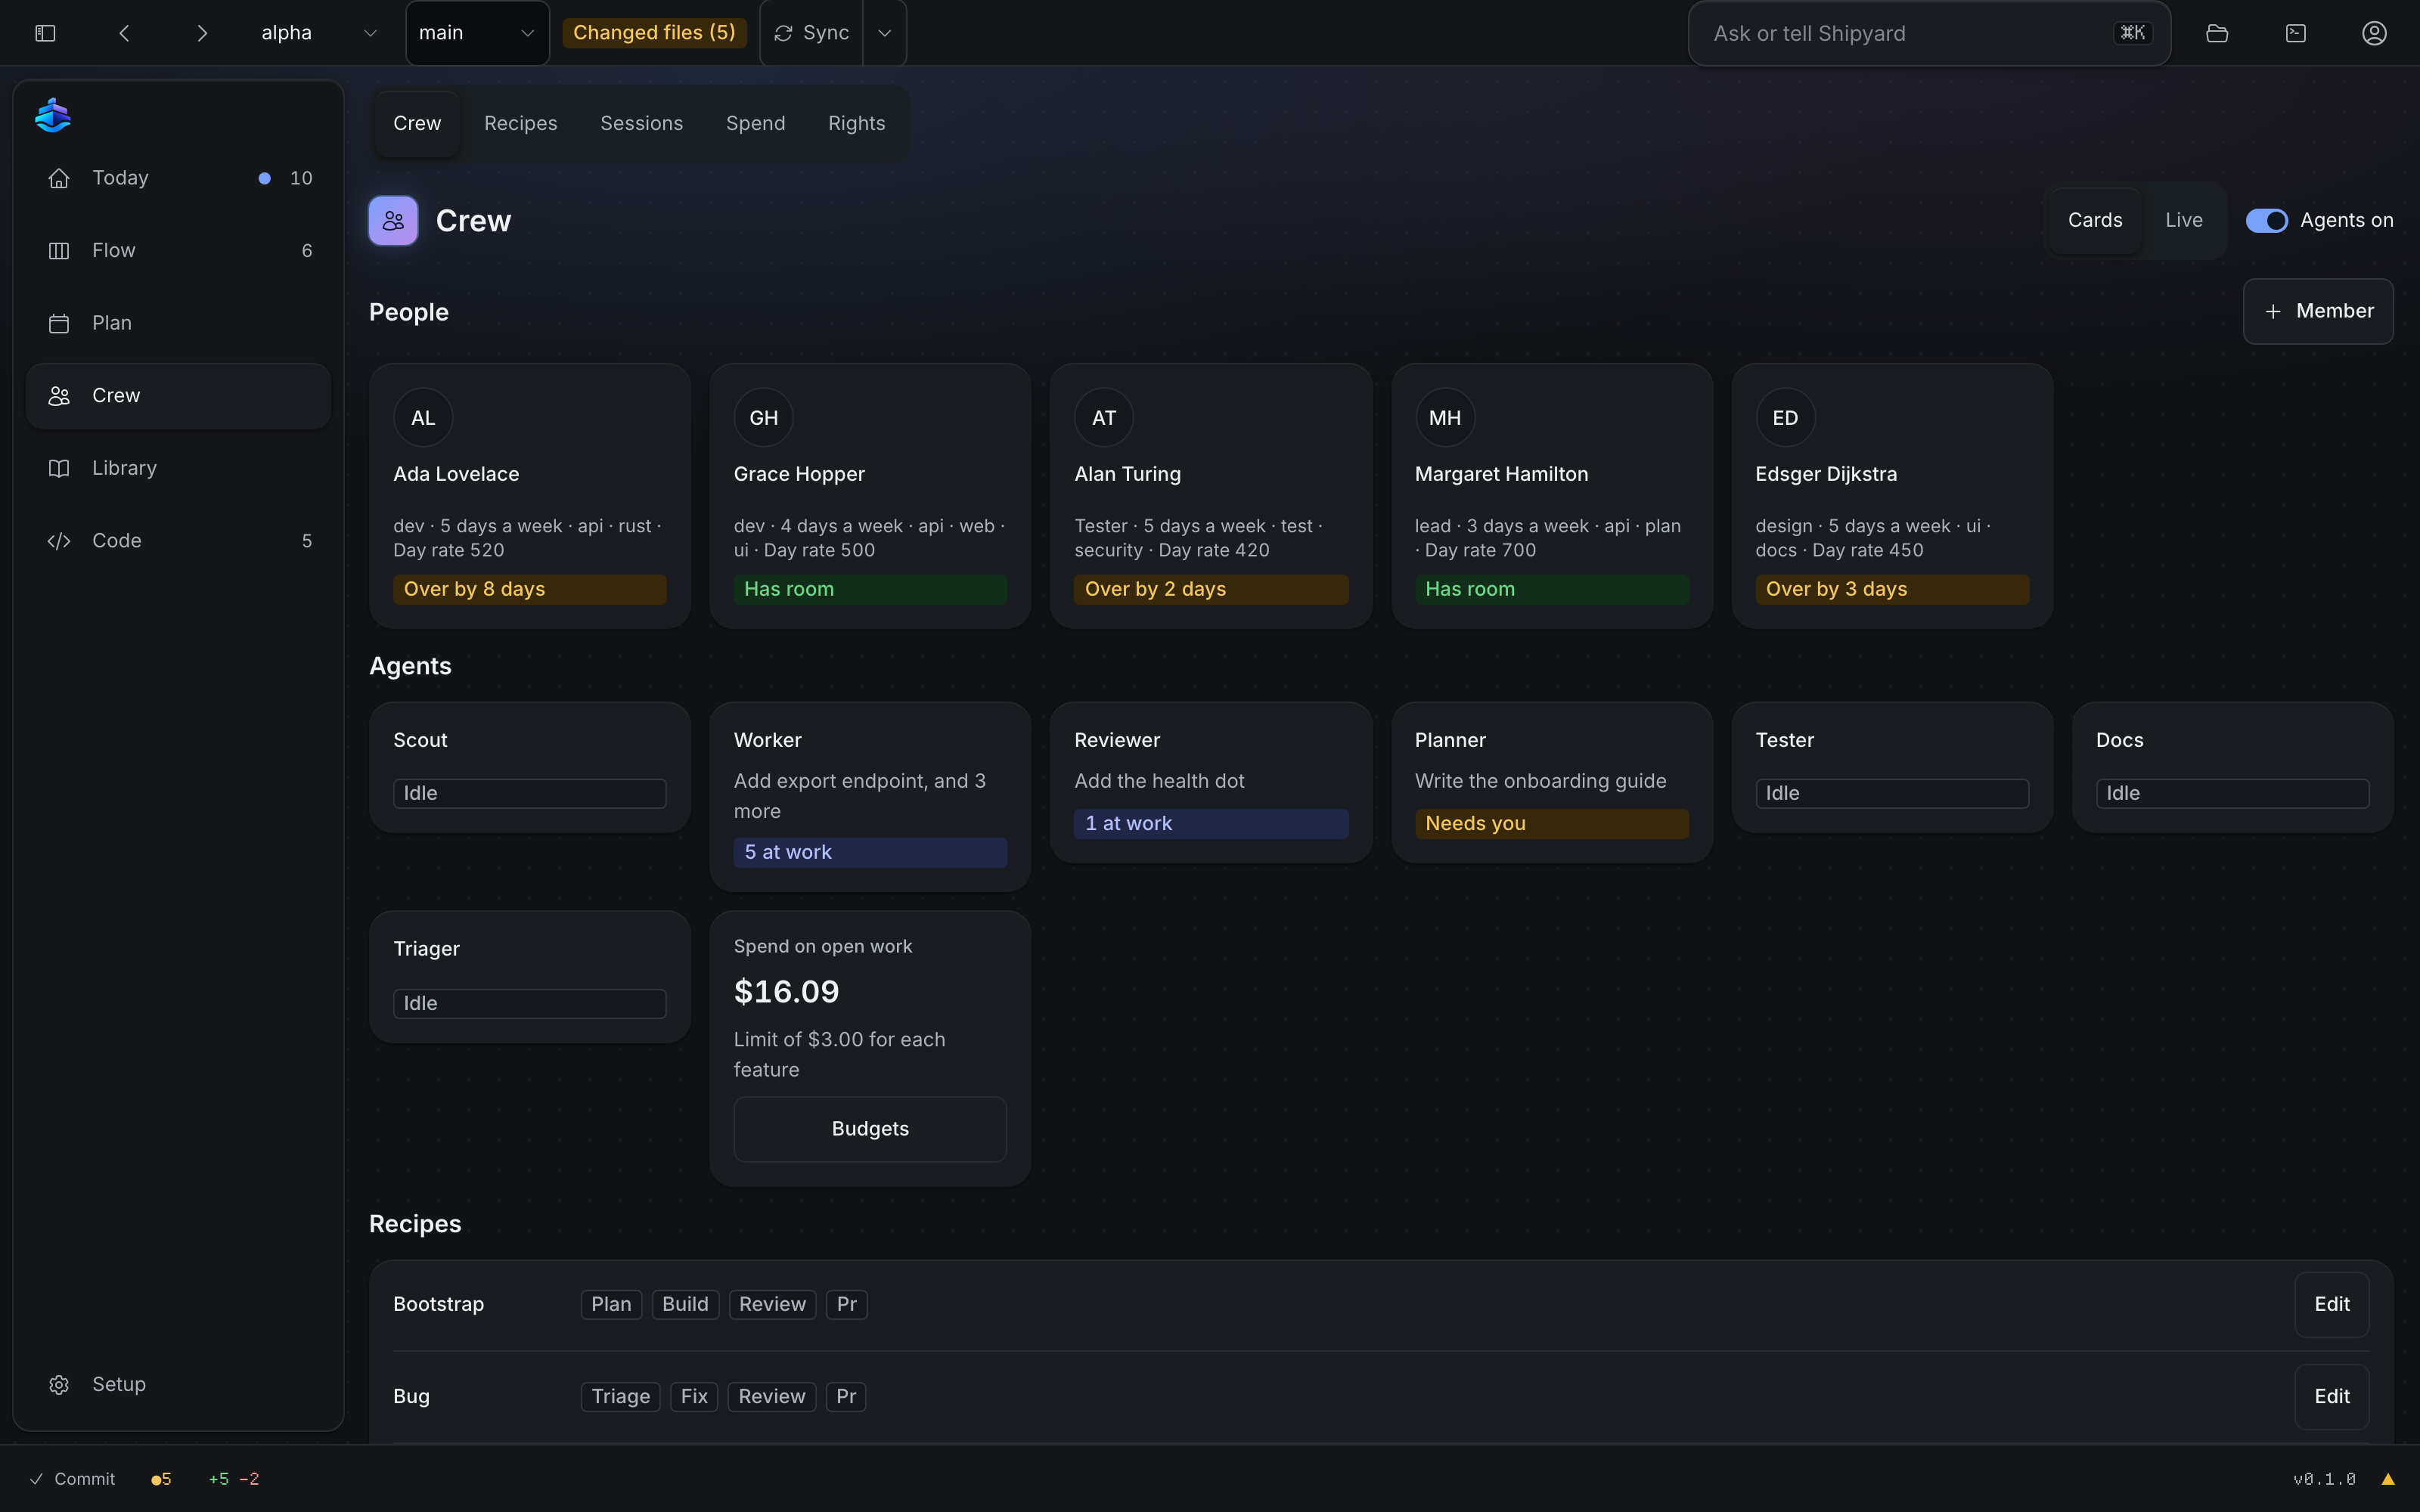 alpha
main
Changed files (5)
Sync
Ask or tell Shipyard
⌘K
Today 10
Flow 6
Plan
Crew
Library
Code 5
Setup
Crew Recipes Sessions Spend Rights
Crew
Cards Live
Agents on
People
+ Member
AL
Ada Lovelace
dev · 5 days a week · api · rust ·
Day rate 520
Over by 8 days
GH
Grace Hopper
dev · 4 days a week · api · web ·
ui · Day rate 500
Has room
AT
Alan Turing
Tester · 5 days a week · test ·
security · Day rate 420
Over by 2 days
MH
Margaret Hamilton
lead · 3 days a week · api · plan
· Day rate 700
Has room
ED
Edsger Dijkstra
design · 5 days a week · ui ·
docs · Day rate 450
Over by 3 days
Agents
Scout
Idle
Worker
Add export endpoint, and 3
more
5 at work
Reviewer
Add the health dot
1 at work
Planner
Write the onboarding guide
Needs you
Tester
Idle
Docs
Idle
Triager
Idle
Spend on open work
$16.09
Limit of $3.00 for each
feature
Budgets
Recipes
Bootstrap Plan Build Review Pr Edit
Bug Triage Fix Review Pr Edit
Commit 5 +5 -2
v0.1.0